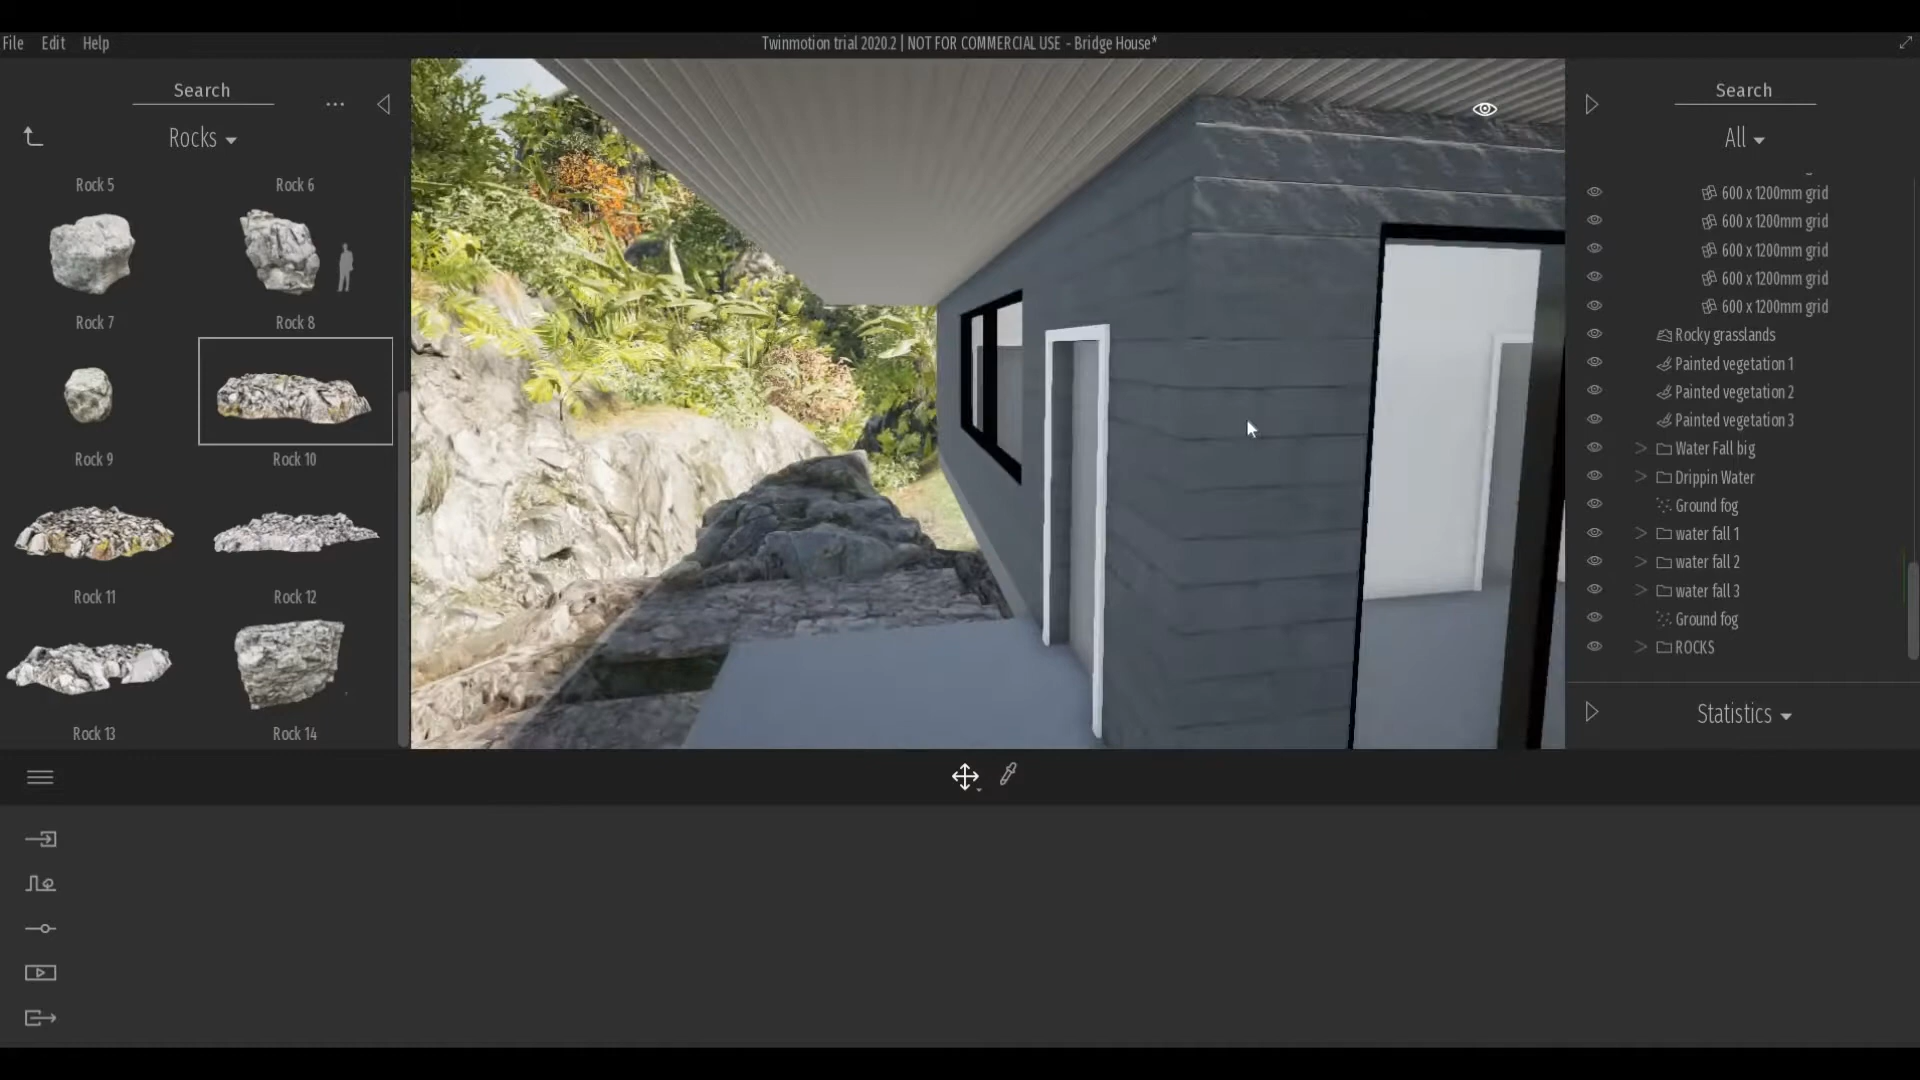 File Edit Help
Twinmotion trial 2020.2 | NOT FOR COMMERCIAL USE - Bridge House*
Search
...
Rocks
Rock 5
Rock 6
Rock 7
Rock 8
Rock 9
Rock 10
Rock 11
Rock 12
Rock 13
Rock 14
Search
All
600 x 1200mm grid
600 x 1200mm grid
600 x 1200mm grid
600 x 1200mm grid
600 x 1200mm grid
Rocky grasslands
Painted vegetation 1
Painted vegetation 2
Painted vegetation 3
Water Fall big
Drippin Water
Ground fog
water fall 1
water fall 2
water fall 3
Ground fog
ROCKS
Statistics